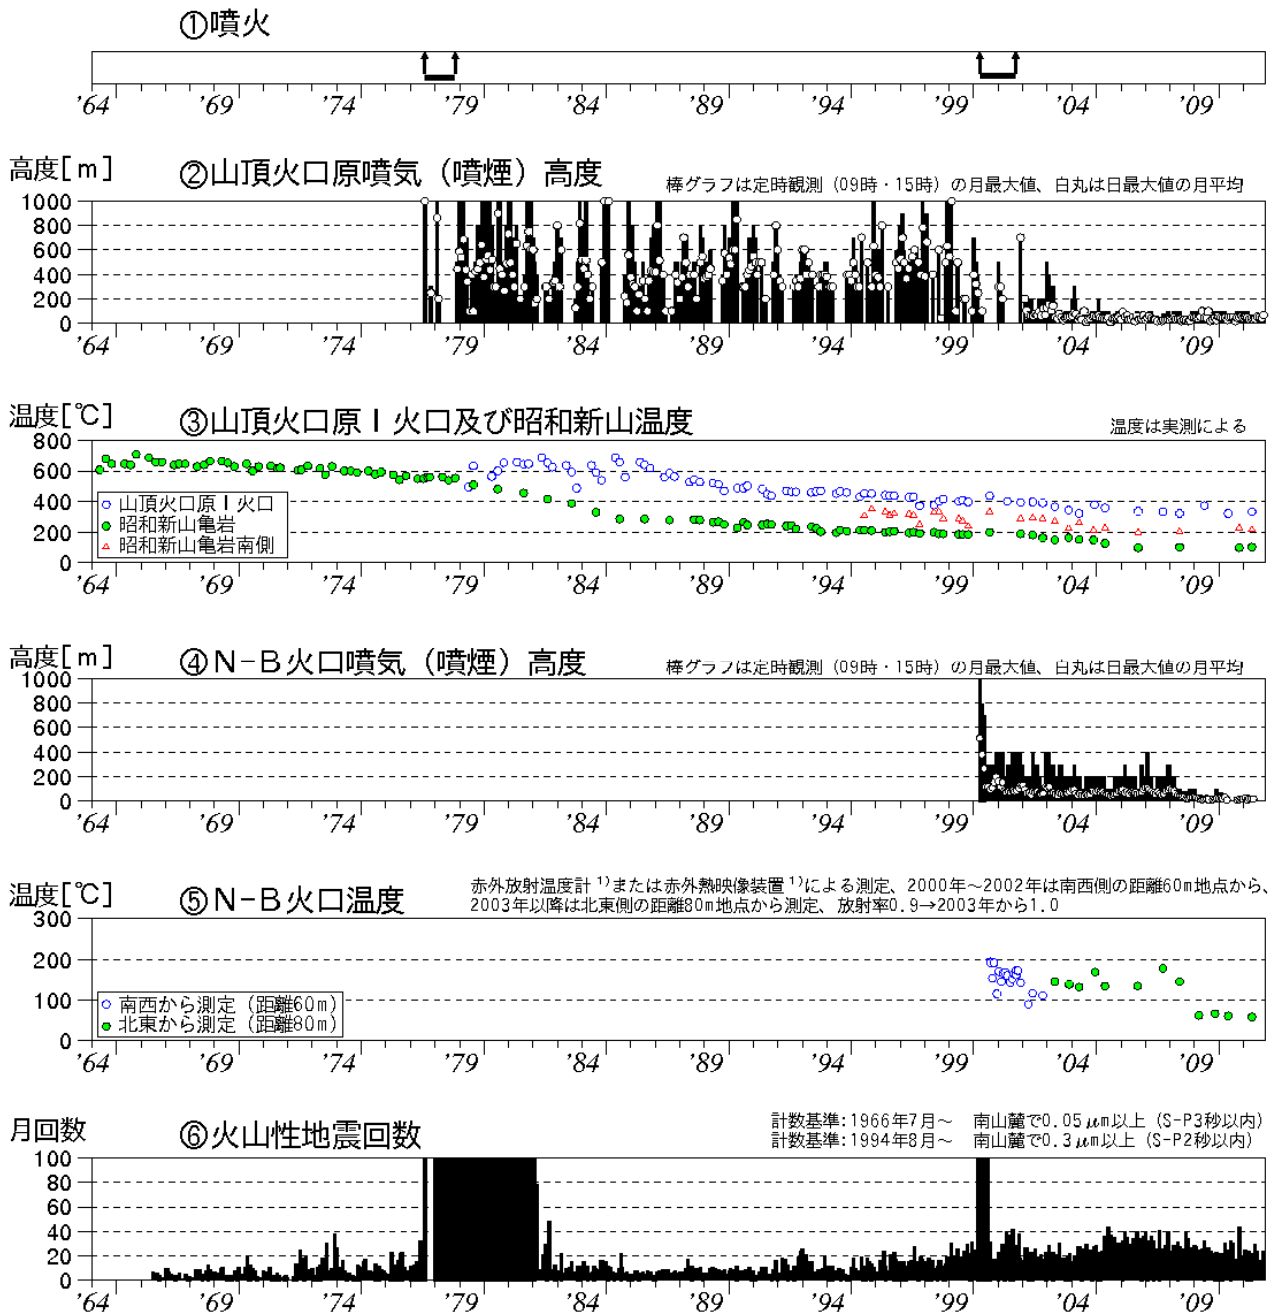 ①噴火
'64 '69 '74 '79 '84 '89 '94 '99 '04 '09
高度[m] ②山頂火口原噴気（噴煙）高度 棒グラフは定時観測（09時・15時）の月最大値、白丸は日最大値の月平均
1000
800
600
400
200
0
'64 '69 '74 '79 '84 '89 '94 '99 '04 '09
温度[℃] ③山頂火口原Ⅰ火口及び昭和新山温度 温度は実測による
800
600
400
200
0
山頂火口原Ⅰ火口
昭和新山亀岩
昭和新山亀岩南側
'64 '69 '74 '79 '84 '89 '94 '99 '04 '09
高度[m] ④N-B火口噴気（噴煙）高度 棒グラフは定時観測（09時・15時）の月最大値、白丸は日最大値の月平均
1000
800
600
400
200
0
'64 '69 '74 '79 '84 '89 '94 '99 '04 '09
温度[℃] ⑤N-B火口温度
赤外放射温度計1)または赤外熱映像装置1)による測定、2000年～2002年は南西側の距離60m地点から、
2003年以降は北東側の距離80m地点から測定、放射率0.9→2003年から1.0
300
200
100
0
南西から測定（距離60m）
北東から測定（距離80m）
'64 '69 '74 '79 '84 '89 '94 '99 '04 '09
月回数 ⑥火山性地震回数
計数基準:1966年7月～ 南山麓で0.05μm以上（S-P3秒以内）
計数基準:1994年8月～ 南山麓で0.3μm以上（S-P2秒以内）
100
80
60
40
20
0
'64 '69 '74 '79 '84 '89 '94 '99 '04 '09